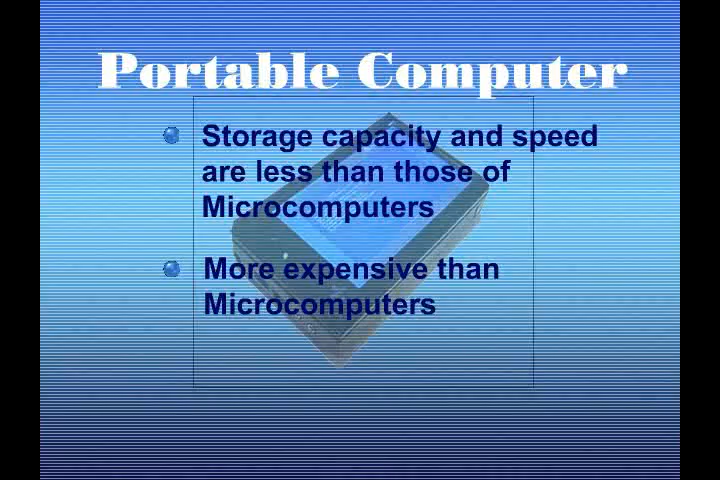 Portable Computer
Storage capacity and speed
are less than those of
Microcomputers
More expensive than
Microcomputers